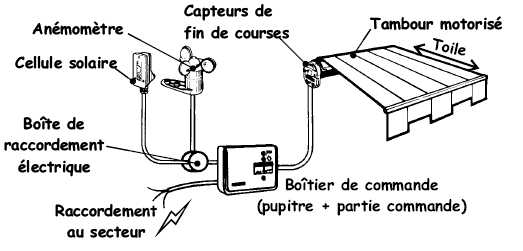 Capteurs de
fin de courses
Tambour motorisé
Anémomètre
Toile
Cellule solaire
Boîte de
raccordement
électrique
Boîtier de commande
(pupitre + partie commande)
Raccordement
au secteur